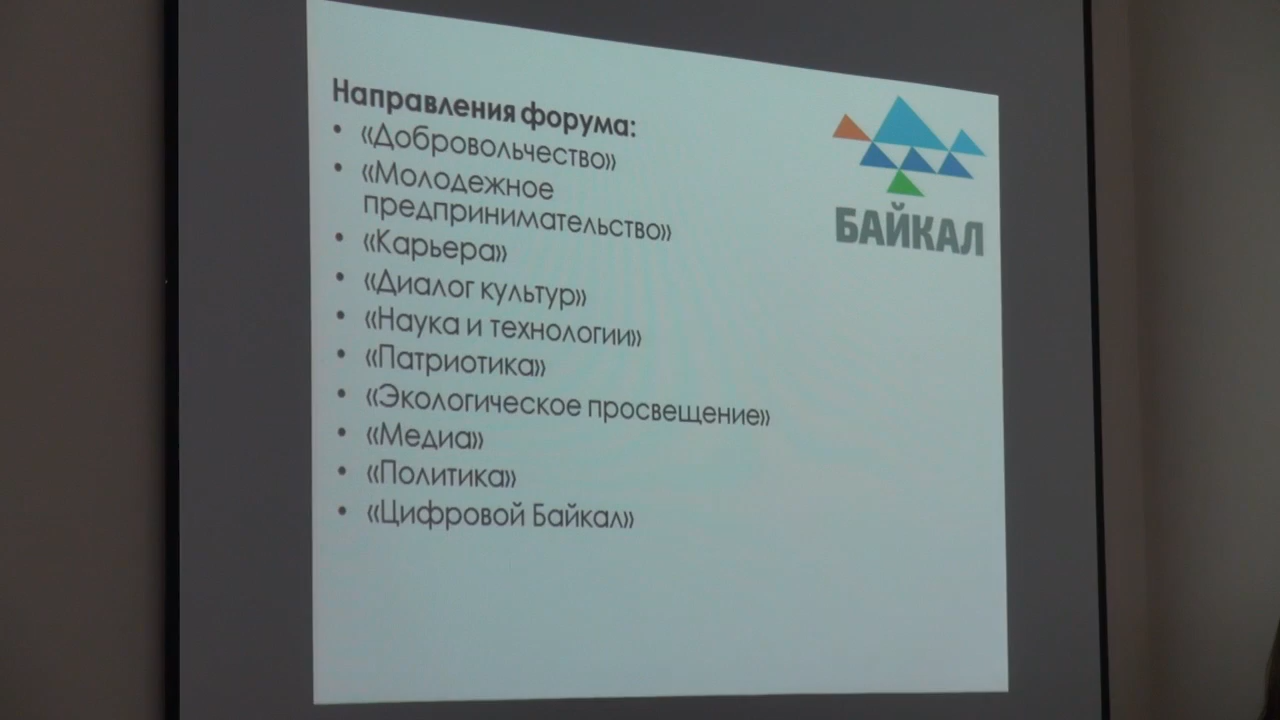 Направления форума:
• «Добровольчество»
• «Молодежное
предпринимательство»
• «Карьера»
• «Диалог культур»
• «Наука и технологии»
• «Патриотика»
• «Экологическое просвещение»
• «Медиа»
• «Политика»
• «Цифровой Байкал»
БАЙКАЛ